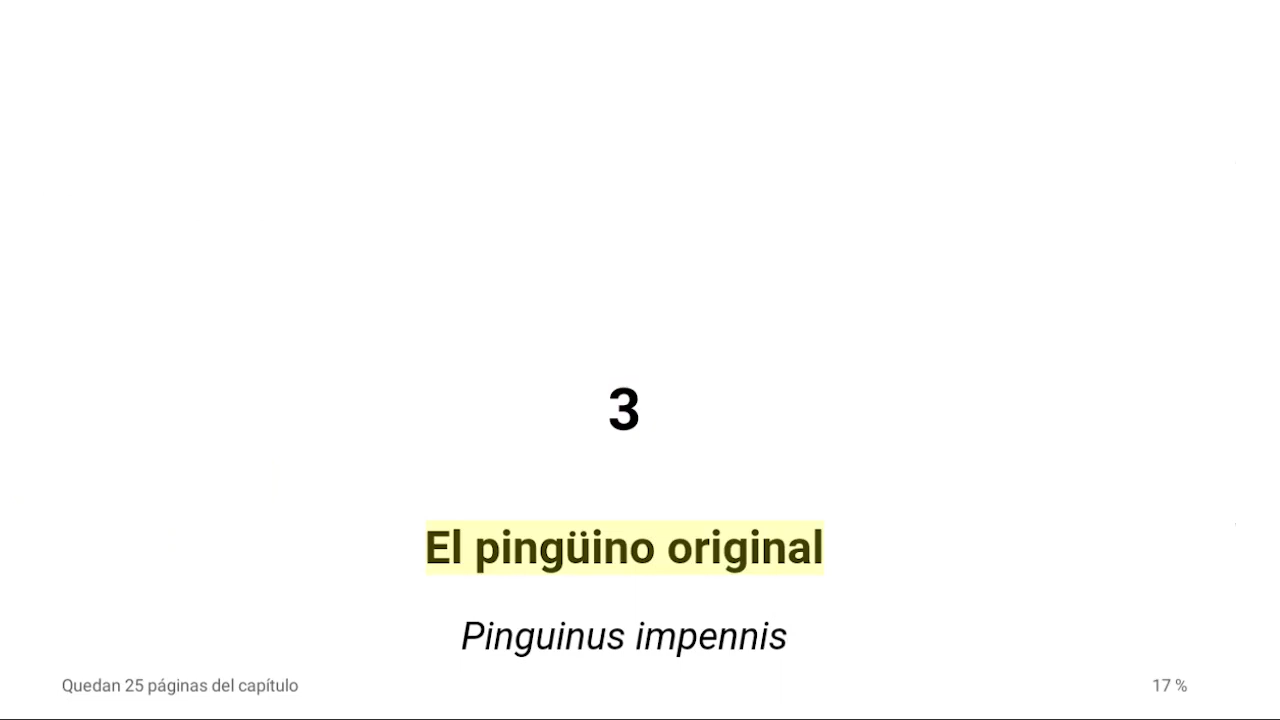 3
El pingüino original
Pinguinus impennis
Quedan 25 páginas del capítulo
17 %